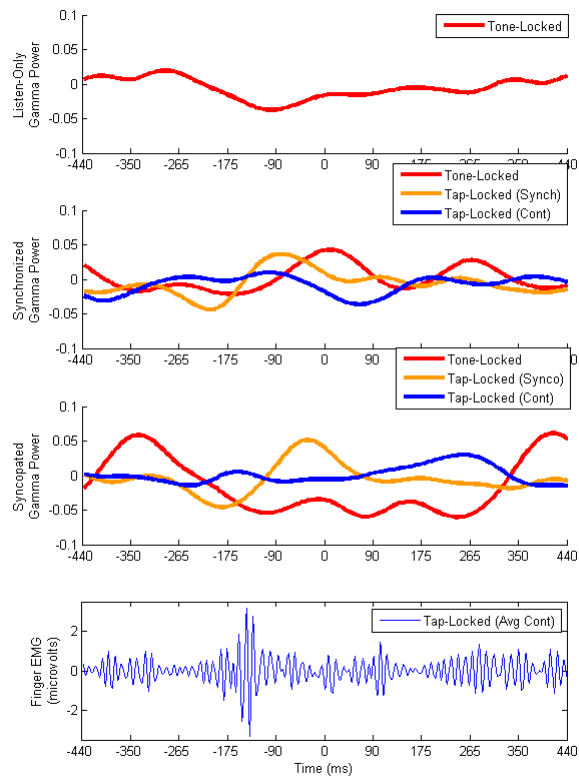 0.1
0.05
0
-0.05
-0.1
Listen-Only
Gamma Power
Tone-Locked
-440 -350 -265 -175 -90 0 90 175 265 350 440
Tone-Locked
Tap-Locked (Synch)
Tap-Locked (Cont)
0.1
0.05
0
-0.05
-0.1
Synchronized
Gamma Power
-440 -350 -265 -175 -90 0 90 175 265 350 440
Tone-Locked
Tap-Locked (Synco)
Tap-Locked (Cont)
0.1
0.05
0
-0.05
-0.1
Syncopated
Gamma Power
-440 -350 -265 -175 -90 0 90 175 265 350 440
Tap-Locked (Avg Cont)
2
0
-2
Finger EMG
(microvolts)
-440 -350 -265 -175 -90 0 90 175 265 350 440
Time (ms)